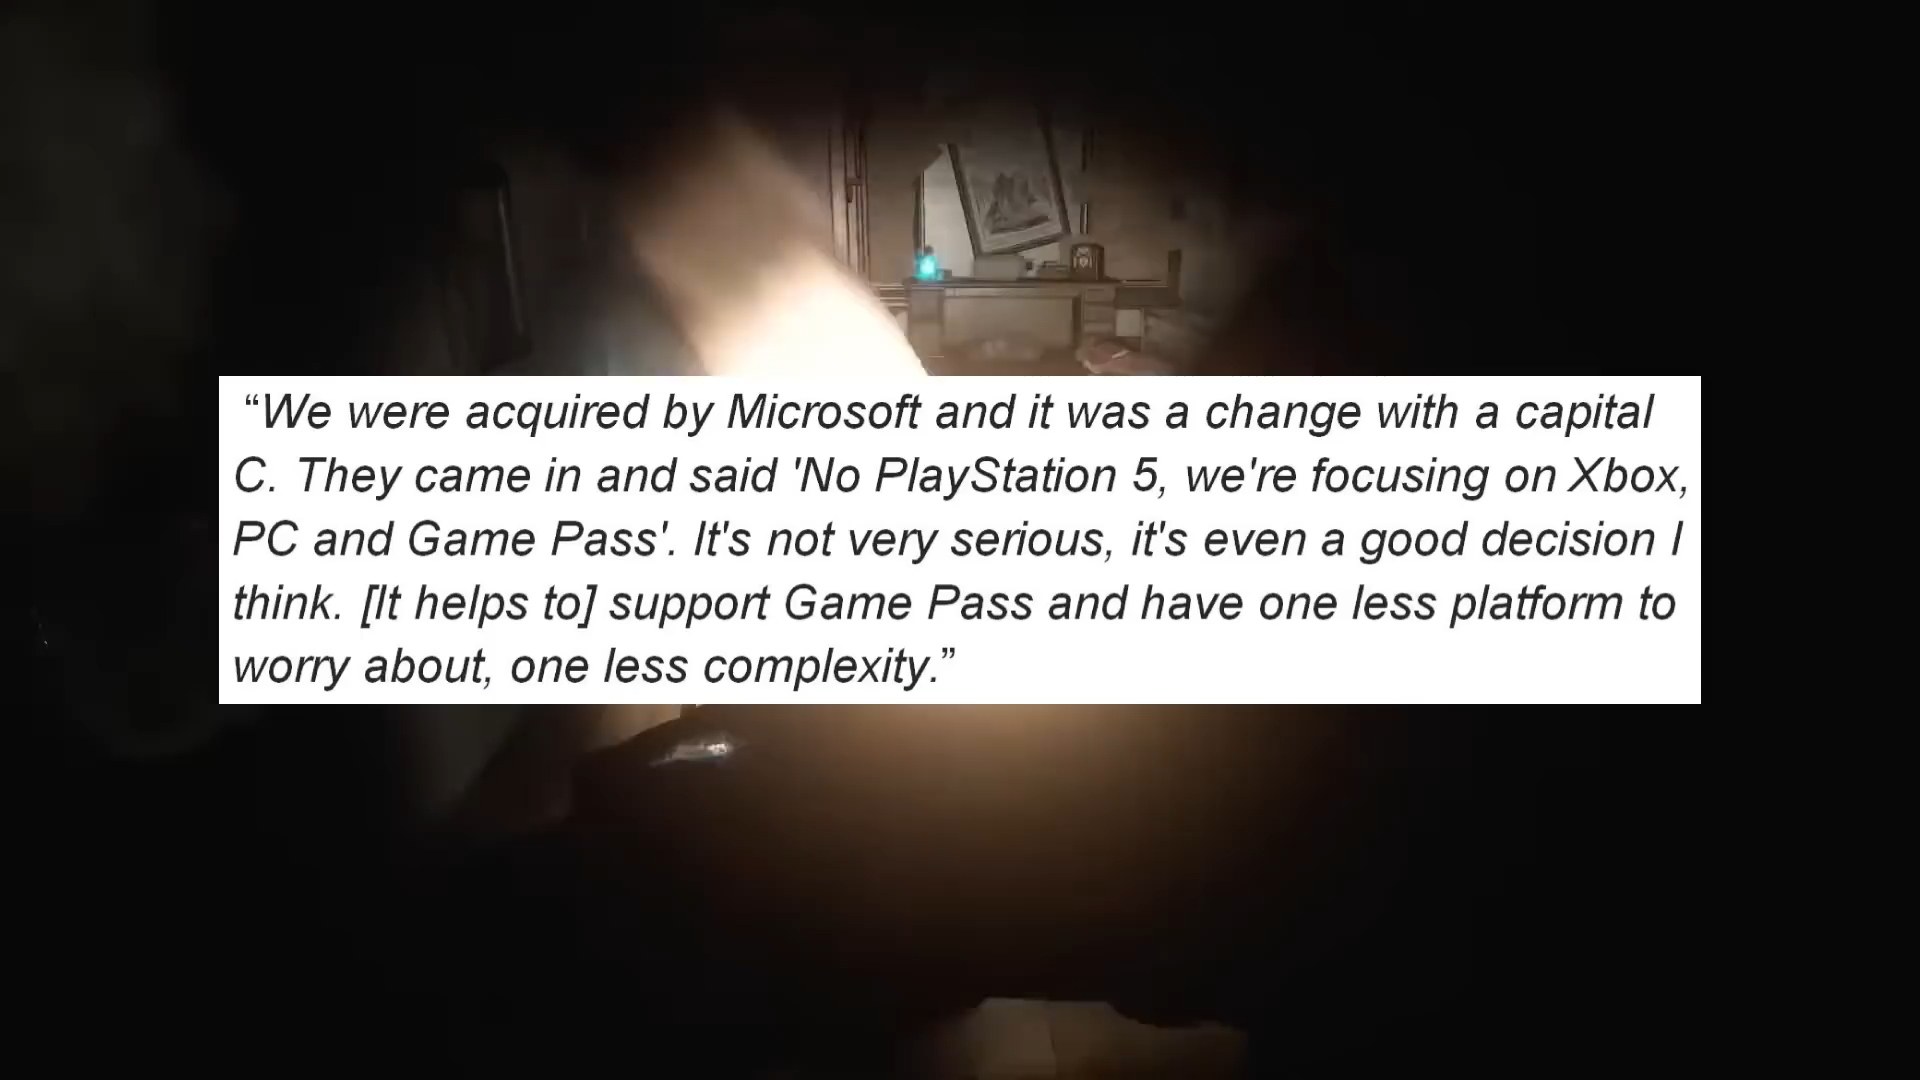 “We were acquired by Microsoft and it was a change with a capital
C. They came in and said 'No PlayStation 5, we're focusing on Xbox,
PC and Game Pass'. It's not very serious, it's even a good decision I
think. [It helps to] support Game Pass and have one less platform to
worry about, one less complexity.”